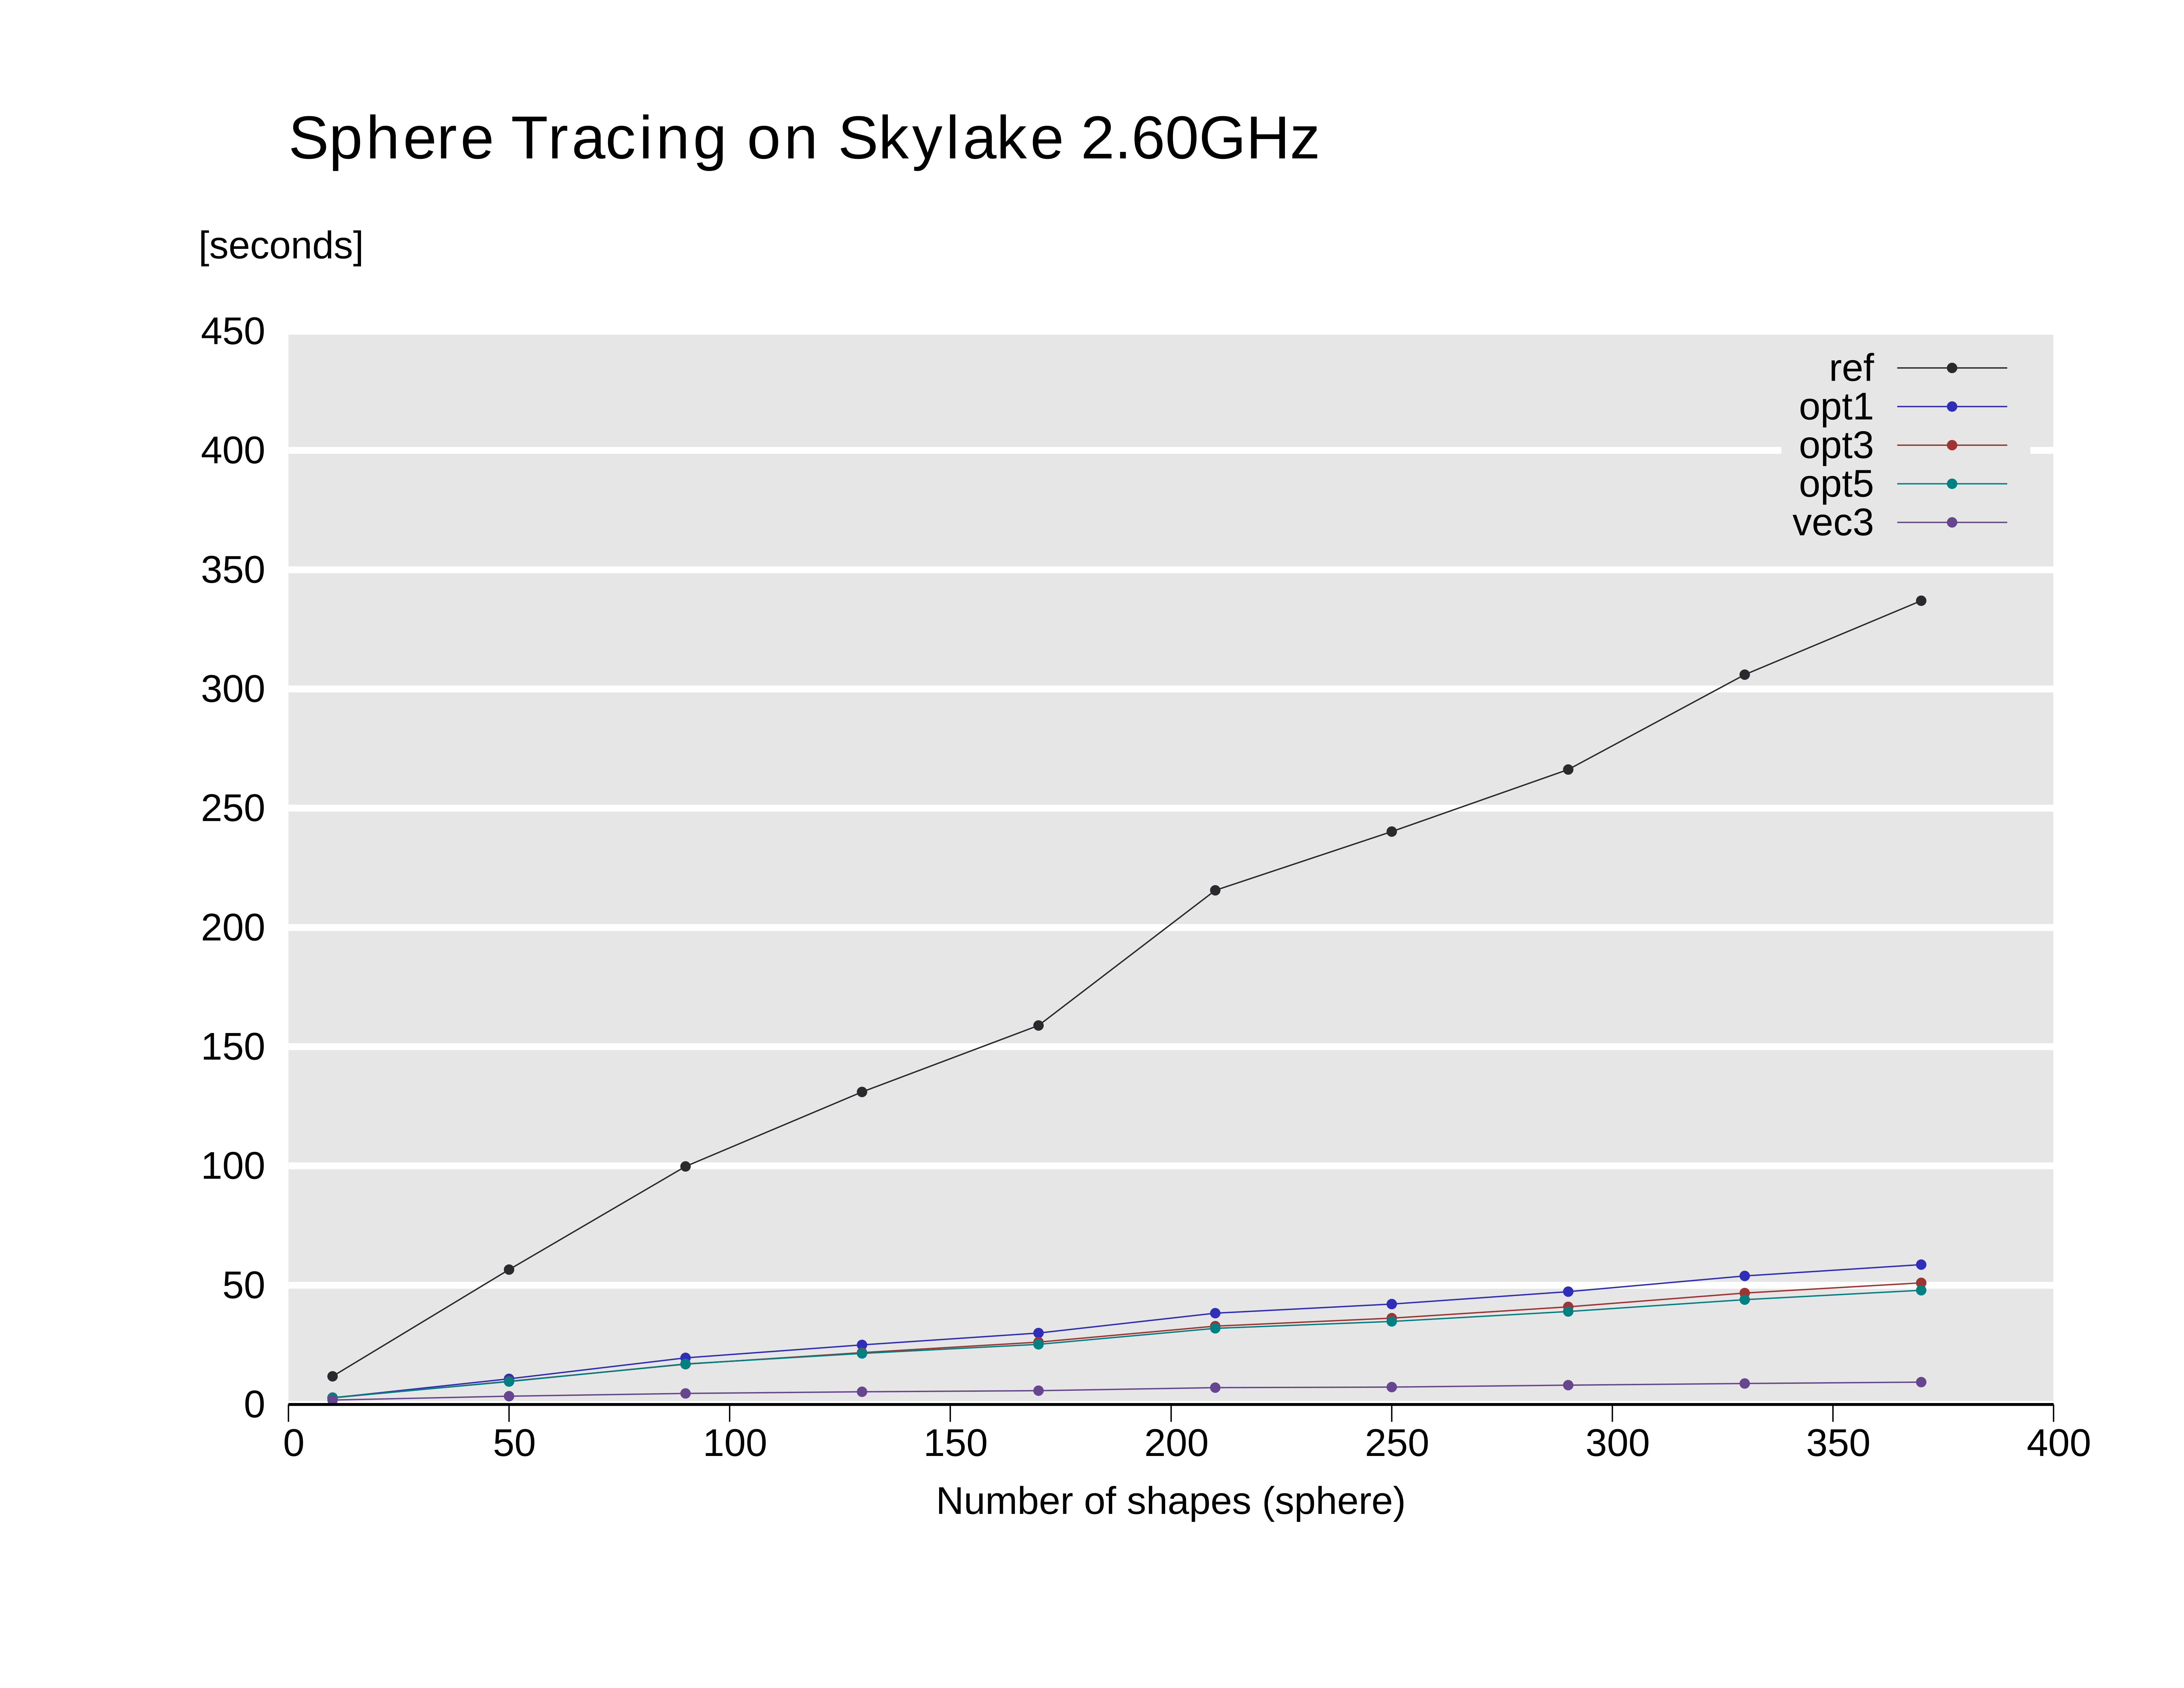 Sphere Tracing on Skylake 2.60GHz
[seconds]
450
400
350
300
250
200
150
100
50
0
ref
opt1
opt3
opt5
vec3
0 50 100 150 200 250 300 350 400
Number of shapes (sphere)